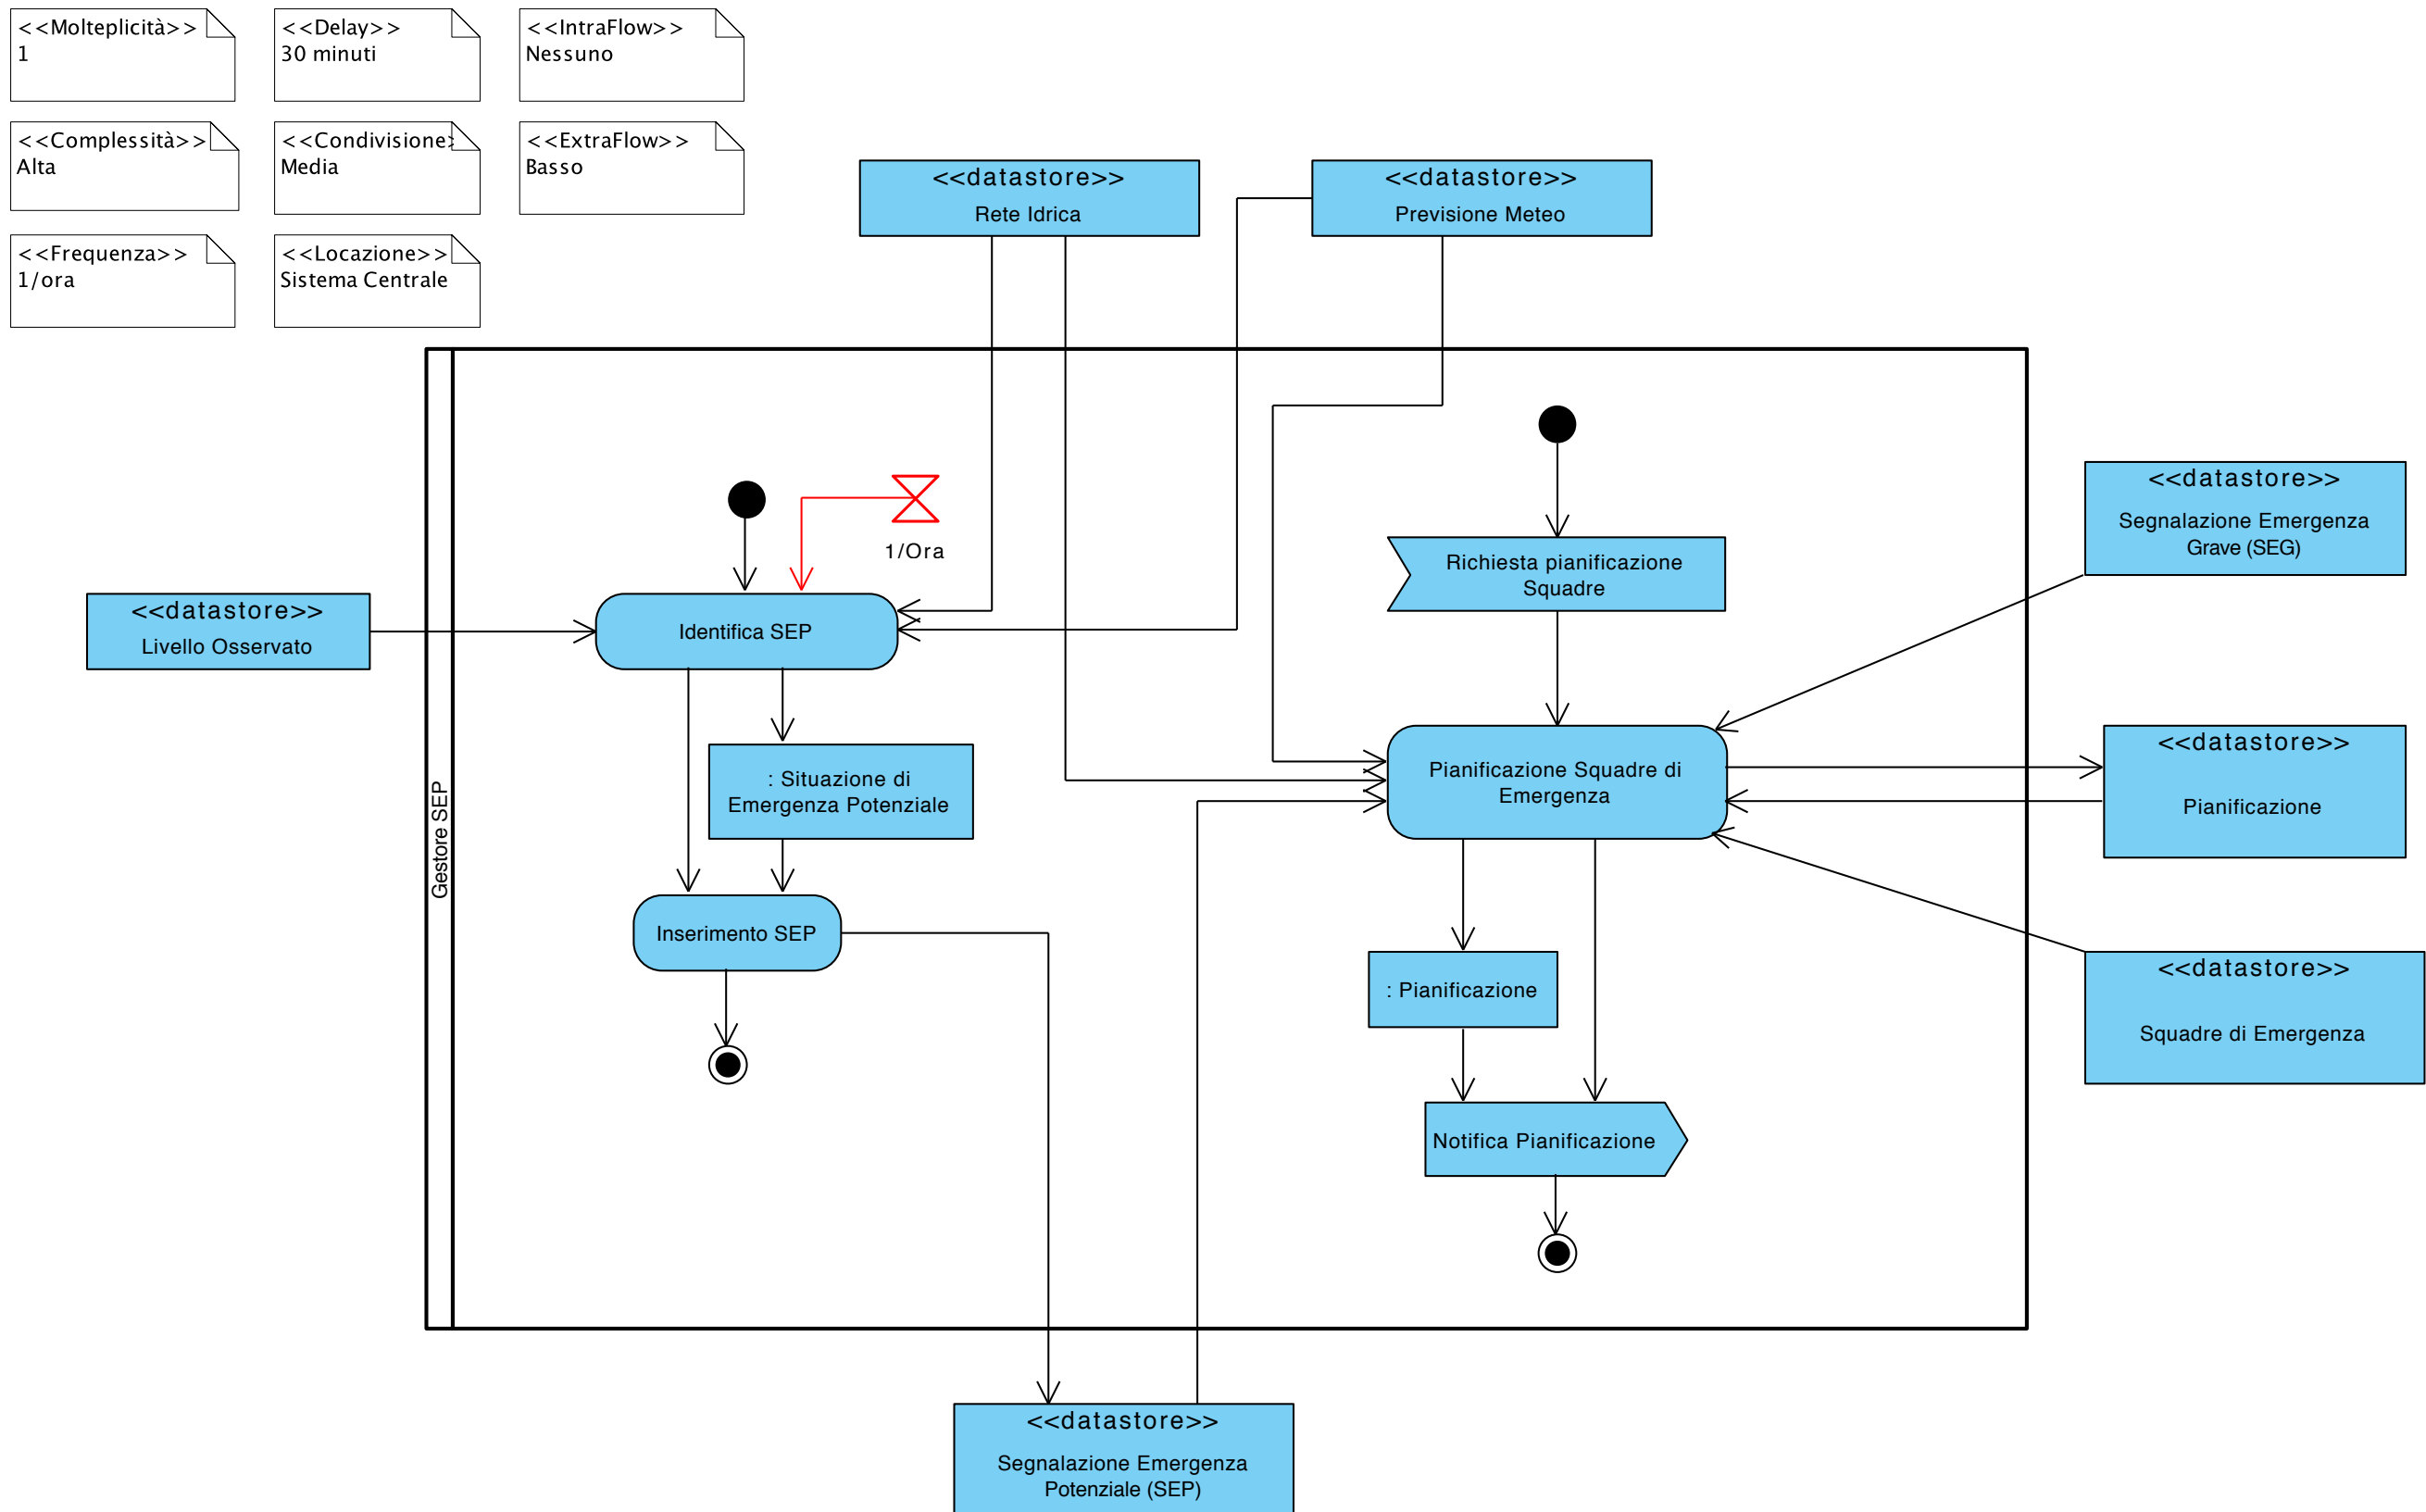 <<Molteplicità>>
1
<<Delay>>
30 minuti
<<IntraFlow>>
Nessuno
<<Complessità>>
Alta
<<Condivisione>
Media
<<ExtraFlow>>
Basso
<<Frequenza>>
1/ora
<<Locazione>>
Sistema Centrale
<<datastore>>
Rete Idrica
<<datastore>>
Previsione Meteo
<<datastore>>
Segnalazione Emergenza
Grave (SEG)
1/Ora
Richiesta pianificazione
Squadre
<<datastore>>
Livello Osservato
Identifica SEP
: Situazione di
Emergenza Potenziale
Pianificazione Squadre di
Emergenza
<<datastore>>
Pianificazione
Gestore SEP
Inserimento SEP
: Pianificazione
<<datastore>>
Squadre di Emergenza
Notifica Pianificazione
<<datastore>>
Segnalazione Emergenza
Potenziale (SEP)